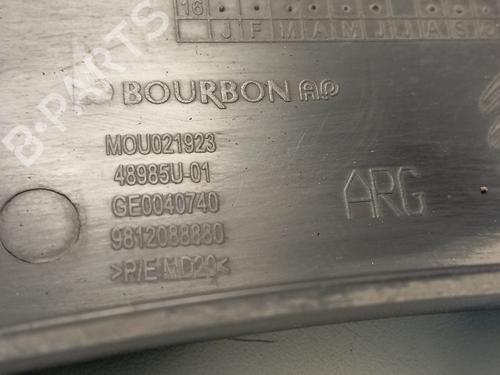 16
J F M A M J J A S
BOURBON AP
MOU021923
48985U-01
GE0040740
9812088880
>P/E MD20<
ARG
B-PARTS